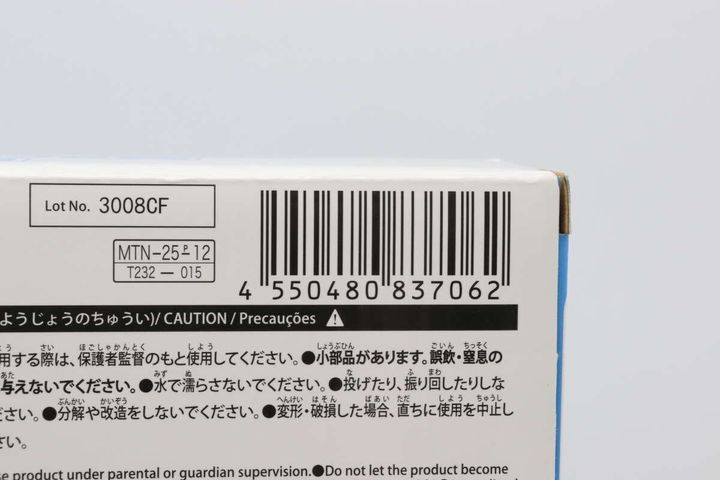 Lot No. 3008CF
MTN-25 P 12
T232 — 015
4 550480 837062
ようじょうのちゅうい)/ CAUTION / Precauções
用する際は、保護者監督のもと使用してください。●小部品があります。誤飲・窒息の
与えないでください。●水で濡らさないでください。●投げたり、振り回したりしな
さい。●分解や改造をしないでください。●変形・破損した場合、直ちに使用を中止し
さい。
product under parental or guardian supervision.●Do not let the product become